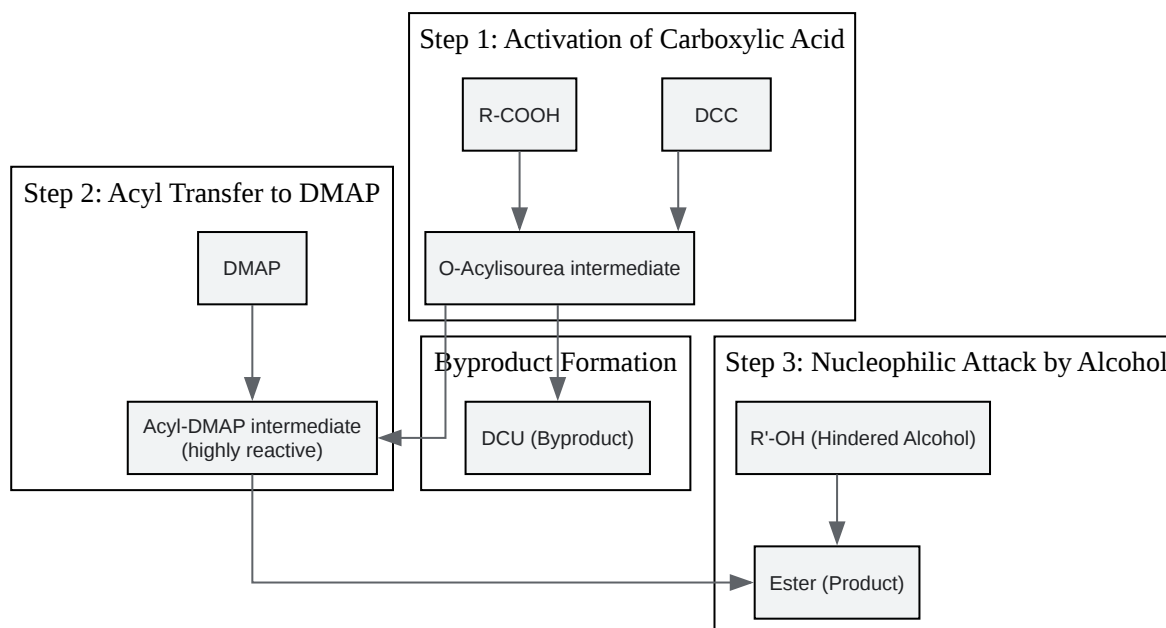 Step 1: Activation of Carboxylic Acid
R-COOH
DCC
O-Acylisourea intermediate
Step 2: Acyl Transfer to DMAP
DMAP
Acyl-DMAP intermediate
(highly reactive)
Byproduct Formation
DCU (Byproduct)
Step 3: Nucleophilic Attack by Alcohol
R'-OH (Hindered Alcohol)
Ester (Product)